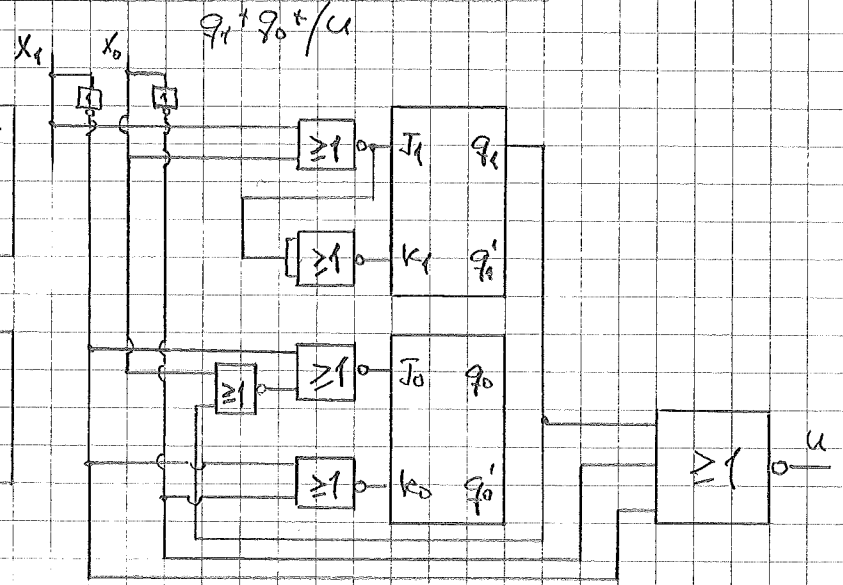 q₁⁺ q₀⁺/u
X₁ X₀
1 1
≥1 J₁ q₁
≥1 K₁ q₁'
≥1 J₀ q₀
≥1
≥1 K₀ q₀'
≥1 u